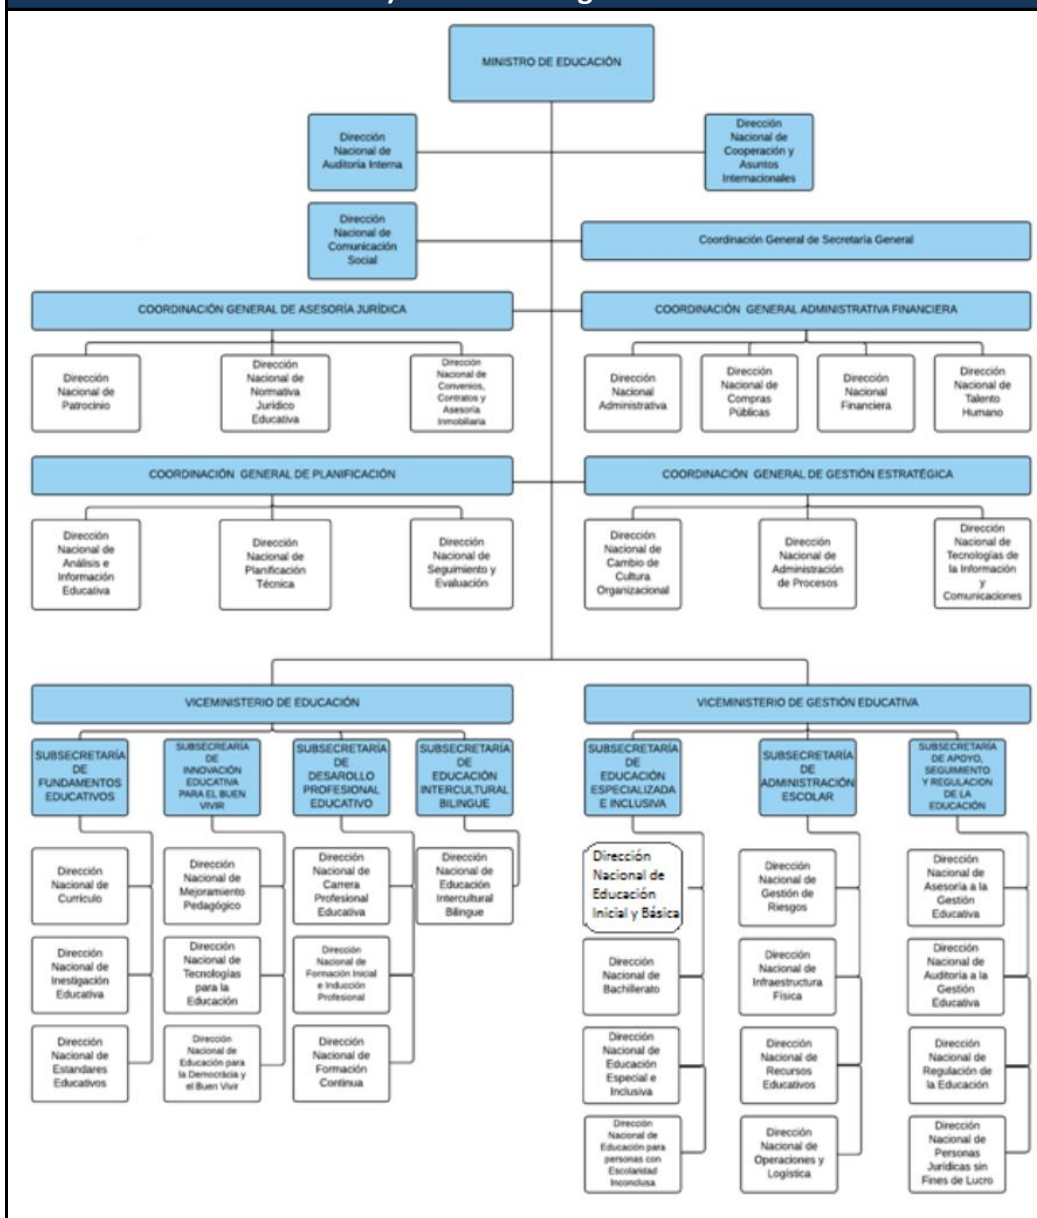 MINISTRO DE EDUCACIÓN
Dirección
Nacional de
Auditoría Interna
Dirección
Nacional de
Cooperación y
Asuntos
Internacionales
Dirección
Nacional de
Comunicación
Social
Coordinación General de Secretaría General
COORDINACIÓN GENERAL DE ASESORÍA JURÍDICA
COORDINACIÓN GENERAL ADMINISTRATIVA FINANCIERA
Dirección
Nacional de
Patrocinio
Dirección
Nacional de
Normativa
Jurídico
Educativa
Dirección
Nacional de
Convenios,
Contratos y
Asesoría
Inmobiliaria
Dirección
Nacional
Administrativa
Dirección
Nacional de
Compras
Públicas
Dirección
Nacional
Financiera
Dirección
Nacional de
Talento
Humano
COORDINACIÓN GENERAL DE PLANIFICACIÓN
COORDINACIÓN GENERAL DE GESTIÓN ESTRATÉGICA
Dirección
Nacional de
Análisis e
Información
Educativa
Dirección
Nacional de
Planificación
Técnica
Dirección
Nacional de
Seguimiento y
Evaluación
Dirección
Nacional de
Cambio de
Cultura
Organizacional
Dirección
Nacional de
Administración
de Procesos
Dirección
Nacional de
Tecnologías de
la Información
y
Comunicaciones
VICEMINISTERIO DE EDUCACIÓN
VICEMINISTERIO DE GESTIÓN EDUCATIVA
SUBSECRETARÍA
DE
FUNDAMENTOS
EDUCATIVOS
SUBSECREARÍA
DE
INNOVACIÓN
EDUCATIVA
PARA EL BUEN
VIVIR
SUBSECRETARÍA
DE
DESAROLLO
PROFESIONAL
EDUCATIVO
SUBSECRETARÍA
DE
EDUCACIÓN
INTERCULTURAL
BILINGUE
SUBSECRETARÍA
DE
EDUCACIÓN
ESPECIALIZADA
E INCLUSIVA
SUBSECRETARÍA
DE
ADMINISTRACIÓN
ESCOLAR
SUBSECRETARÍA
DE APOYO,
SEGUIMIENTO
Y REGULACION
DE LA
EDUCACIÓN
Dirección
Nacional de
Currículo
Dirección
Nacional de
Mejoramiento
Pedagógico
Dirección
Nacional de
Carrera
Profesional
Educativa
Dirección
Nacional de
Educación
Intercultural
Bilingue
Dirección
Nacional de
Educación
Inicial y Básica
Dirección
Nacional de
Gestión de
Riesgos
Dirección
Nacional de
Asesoría a la
Gestión
Educativa
Dirección
Nacional de
Inestigación
Educativa
Dirección
Nacional de
Tecnologías
para la
Educación
Dirección
Nacional de
Formación Inicial
e Inducción
Profesional
Dirección
Nacional de
Bachillerato
Dirección
Nacional de
Infraestructura
Física
Dirección
Nacional de
Auditoría a la
Gestión
Educativa
Dirección
Nacional de
Estandares
Educativos
Dirección
Nacional de
Educación para
la Democrácia y
el Buen Vivir
Dirección
Nacional de
Formación
Continua
Dirección
Nacional de
Educación
Especial e
Inclusiva
Dirección
Nacional de
Recursos
Educativos
Dirección
Nacional de
Regulación de
la Educación
Dirección
Nacional de
Educación para
personas con
Escolaridad
Inconclusa
Dirección
Nacional de
Operaciones y
Logística
Dirección
Nacional de
Personas
Jurídicas sin
Fines de Lucro